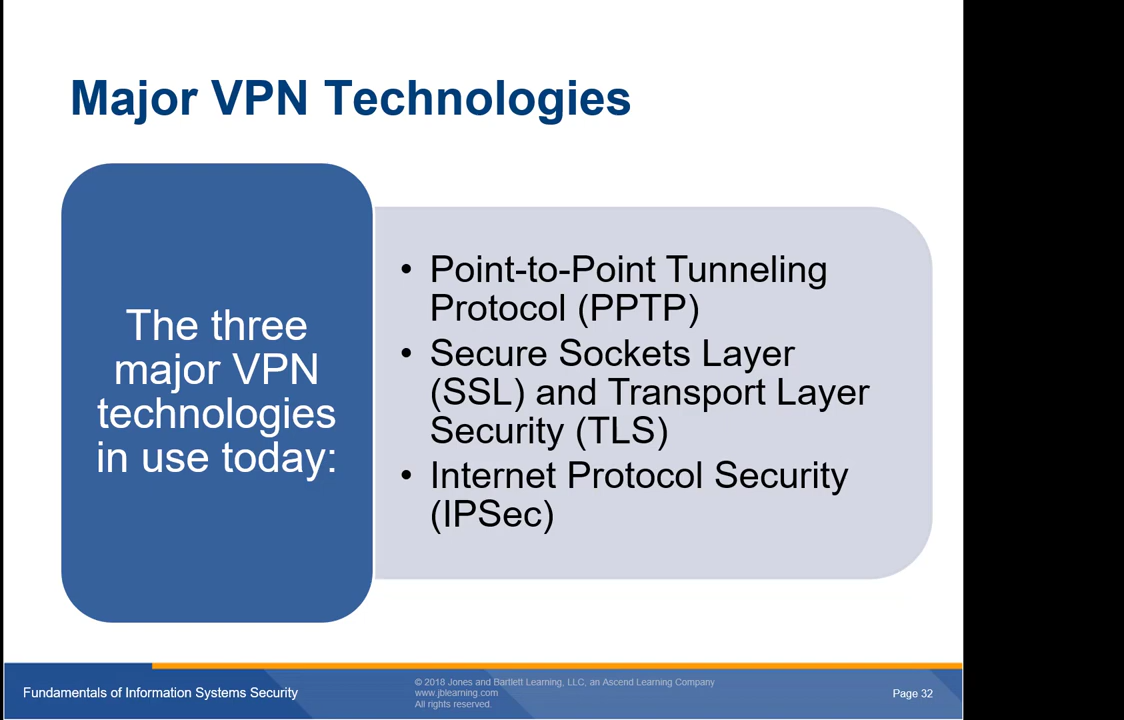 Major VPN Technologies
The three
major VPN
technologies
in use today:
• Point-to-Point Tunneling
Protocol (PPTP)
• Secure Sockets Layer
(SSL) and Transport Layer
Security (TLS)
• Internet Protocol Security
(IPSec)
Fundamentals of Information Systems Security
© 2018 Jones and Bartlett Learning, LLC, an Ascend Learning Company
www.jblearning.com
All rights reserved.
Page 32